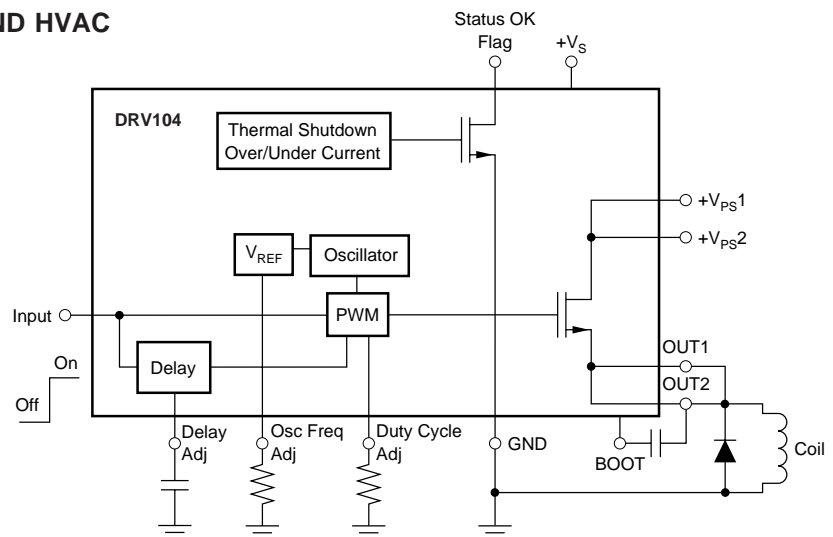 ND HVAC
Status OK
Flag
+VS
DRV104
Thermal Shutdown
Over/Under Current
+VPS1
+VPS2
VREF
Oscillator
Input
PWM
On
Off
Delay
OUT1
OUT2
Delay
Adj
Osc Freq
Adj
Duty Cycle
Adj
GND
BOOT
Coil